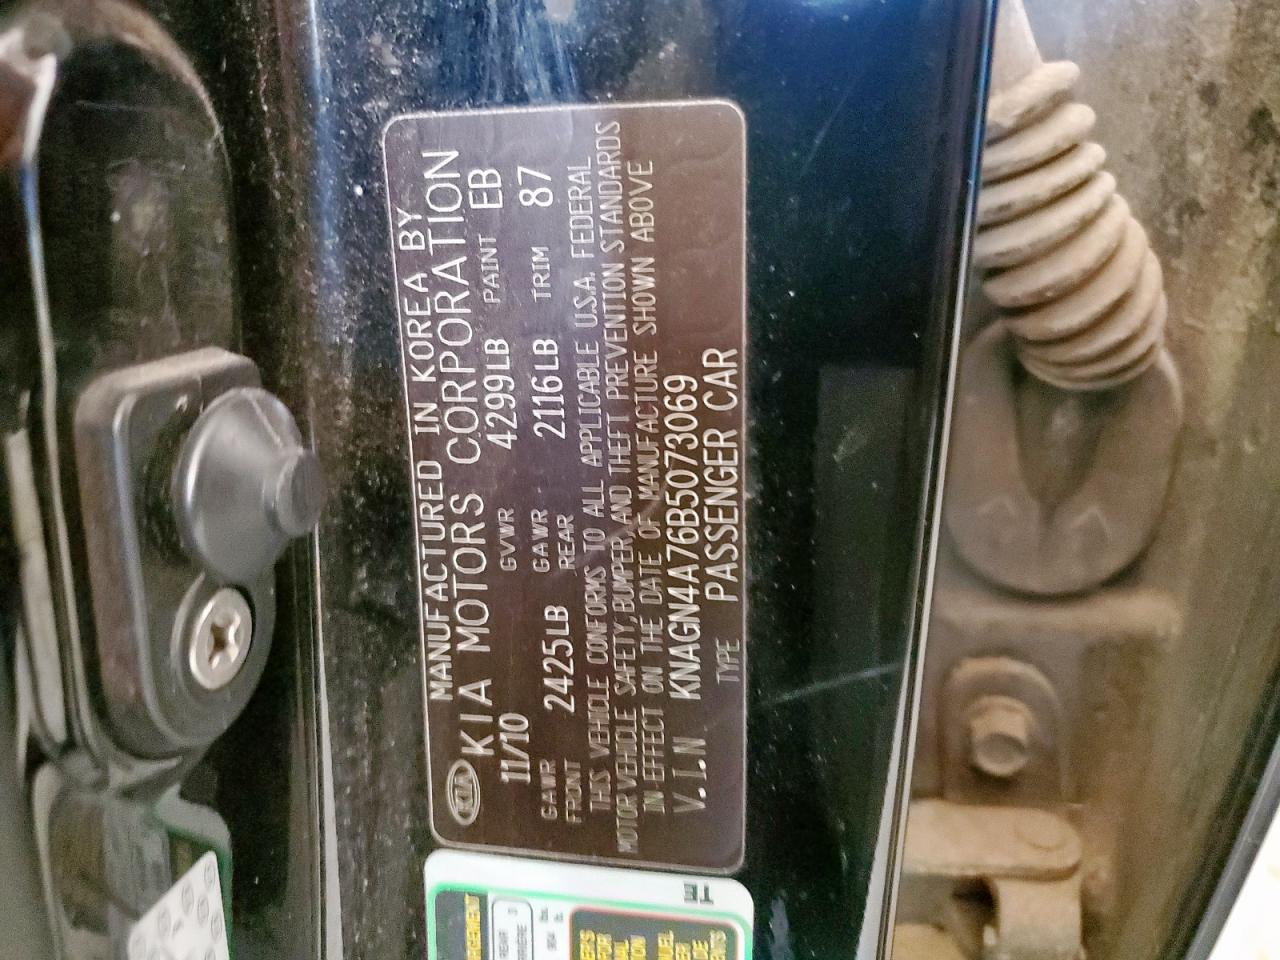 MANUFACTURED IN KOREA BY
KIA KIA MOTORS CORPORATION
11/10 GVWR 4299LB PAINT EB
GAWR FRONT 2425LB GAWR REAR 2116LB TRIM 87
THIS VEHICLE CONFORMS TO ALL APPLICABLE U.S.A. FEDERAL
MOTOR VEHICLE SAFETY, BUMPER, AND THEFT PREVENTION STANDARDS
IN EFFECT ON THE DATE OF MANUFACTURE SHOWN ABOVE
V.I.N KNAGN4A76B5073069
TYPE PASSENGER CAR